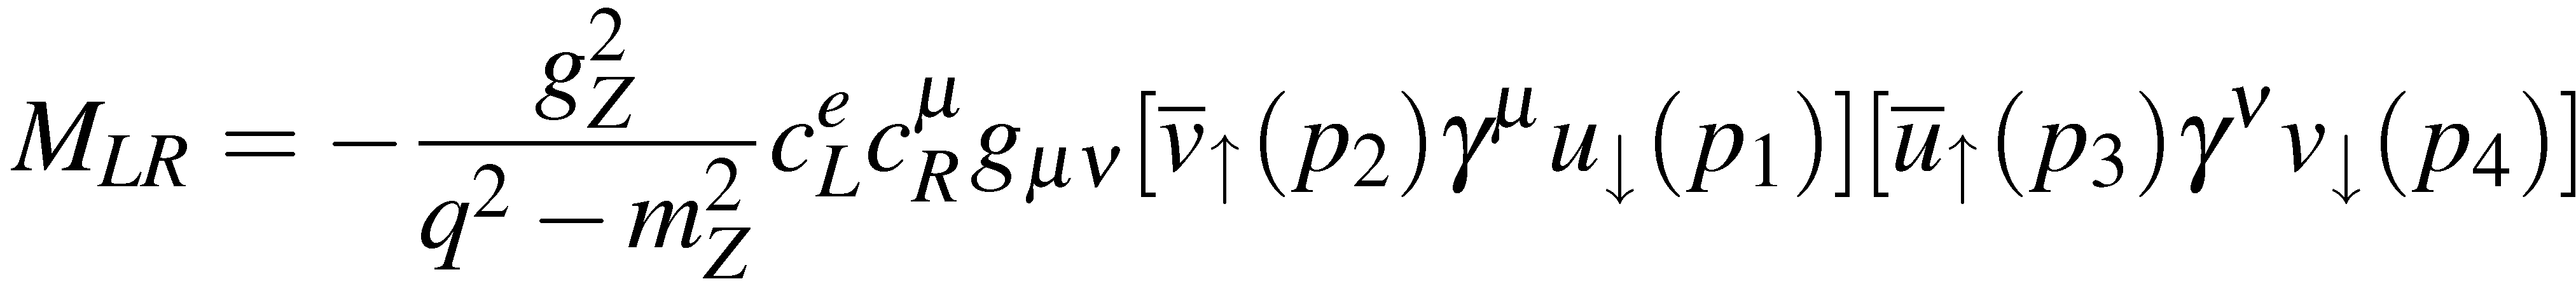 $M_{LR} = -\frac{g_Z^2}{q^2 - m_Z^2} c_L^e c_R^\mu g_{\mu\nu} [\overline{v}_\uparrow(p_2) \gamma^\mu u_\downarrow(p_1)] [\overline{u}_\uparrow(p_3) \gamma^\nu v_\downarrow(p_4)]$